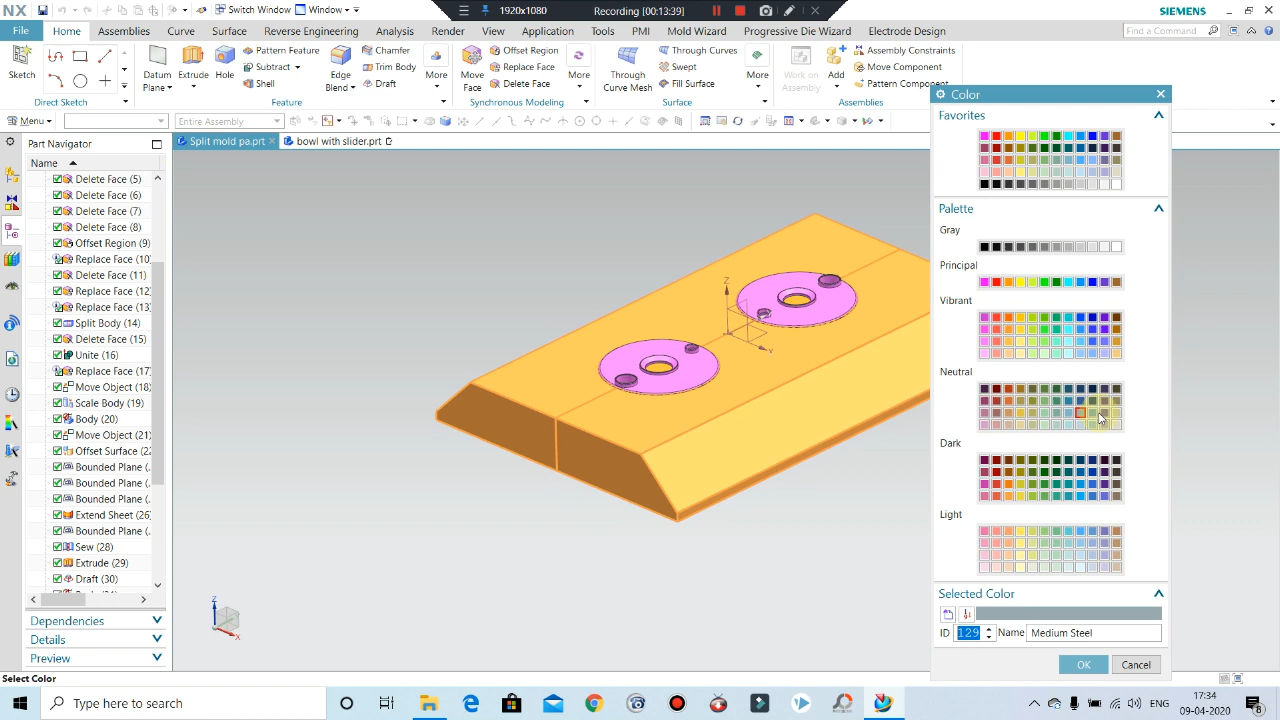 NX Switch Window Window 1920x1080 Recording [00:13:39] SIEMENS
File Home Assemblies Curve Surface Reverse Engineering Analysis Render View Application Tools PMI Mold Wizard Progressive Die Wizard Electrode Design Find a Command
Sketch Datum Plane Extrude Hole Pattern Feature Subtract Shell Edge Blend Chamfer Trim Body Draft More Move Face Offset Region Replace Face Delete Face More Through Curve Mesh Through Curves Swept Fill Surface More Work on Assembly Add Assembly Constraints Move Component Pattern Component
Direct Sketch Feature Synchronous Modeling Surface Assemblies
Menu Entire Assembly
Part Navigator Split mold pa.prt bowl with slider.prt
Name
Delete Face (5)
Delete Face (6)
Delete Face (7)
Delete Face (8)
Offset Region (9)
Replace Face (10)
Delete Face (11)
Replace Face (12)
Replace Face (13)
Split Body (14)
Delete Face (15)
Unite (16)
Replace Face (17)
Move Object (18)
Scale Body (19)
Body (20)
Move Object (21)
Offset Surface (22
Bounded Plane (.
Bounded Plane (.
Bounded Plane (.
Extend Sheet (26)
Bounded Plane (.
Sew (28)
Extrude (29)
Draft (30)
Dependencies
Details
Preview
Z
Y
Z
X
Color
Favorites
Palette
Gray
Principal
Vibrant
Neutral
Dark
Light
Selected Color
ID 129 Name Medium Steel
OK Cancel
Select Color
Type here to search ENG 17:34
09-04-2020